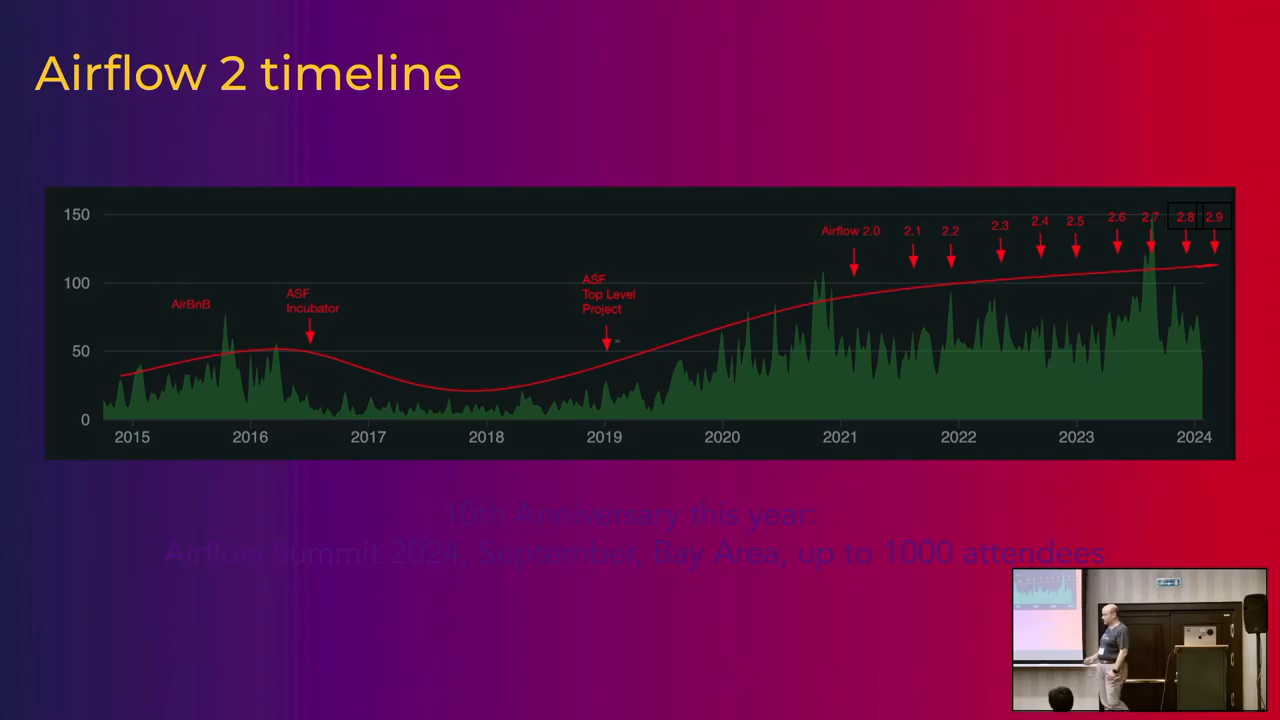 Airflow 2 timeline
150
100
50
0
AirBnB
ASF
Incubator
ASF
Top Level
Project
Airflow 2.0
2.1
2.2
2.3
2.4
2.5
2.6
2.7
2.8
2.9
2015 2016 2017 2018 2019 2020 2021 2022 2023 2024
10th Anniversary this year:
Airflow Summit 2024, September, Bay Area, up to 1000 attendees